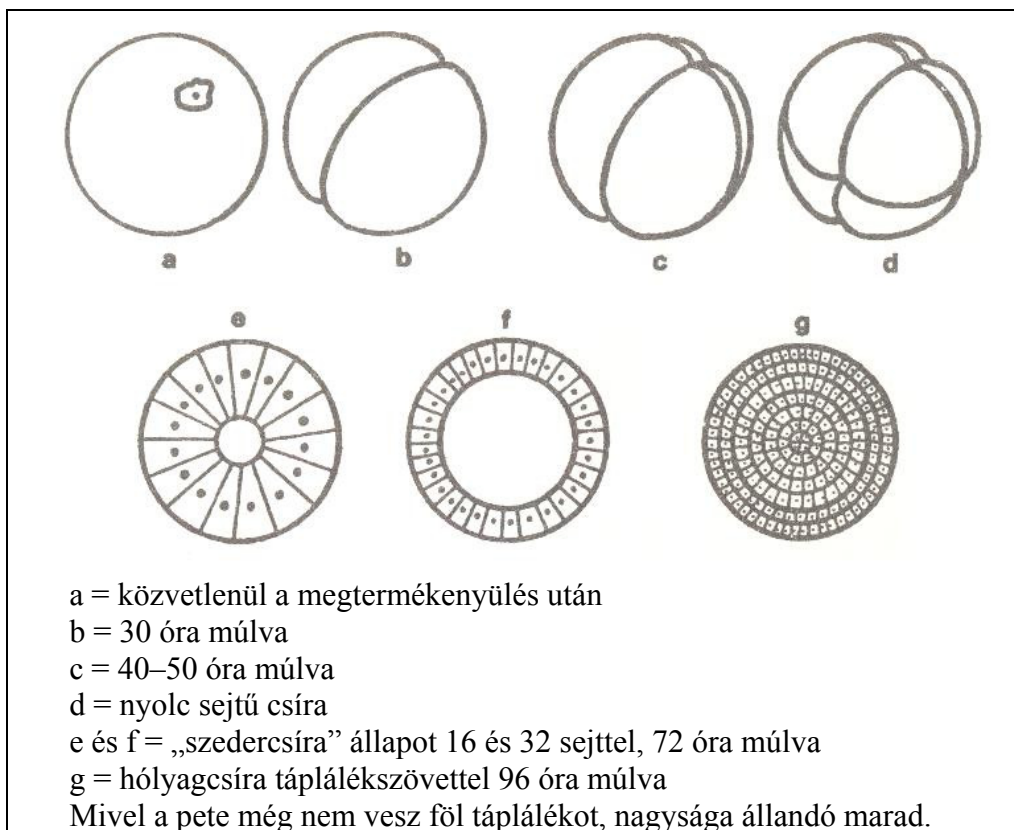 a
b
c
d
e
f
g
a = közvetlenül a megtermékenyülés után
b = 30 óra múlva
c = 40–50 óra múlva
d = nyolc sejtű csíra
e és f = „szedercsíra” állapot 16 és 32 sejttel, 72 óra múlva
g = hólyagcsíra táplálékszövettel 96 óra múlva
Mivel a pete még nem vesz föl táplálékot, nagysága állandó marad.